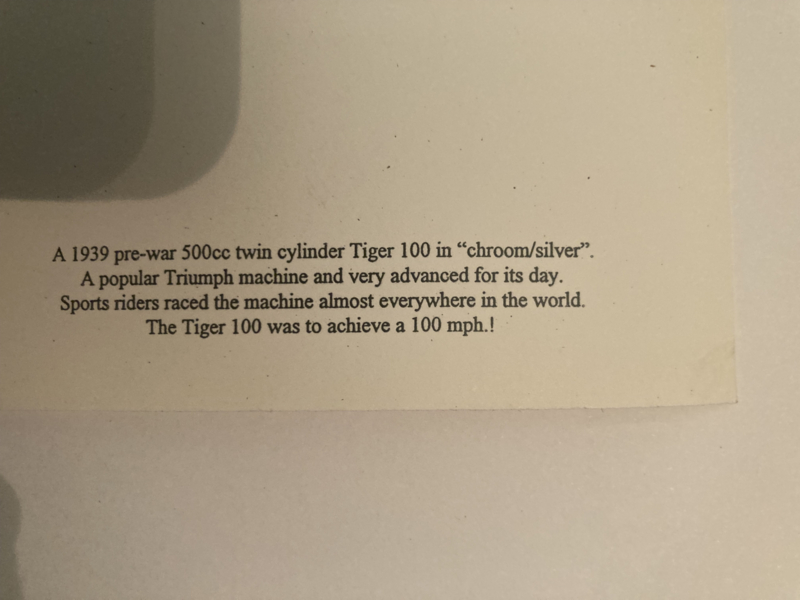 A 1939 pre-war 500cc twin cylinder Tiger 100 in “chroom/silver”.
A popular Triumph machine and very advanced for its day.
Sports riders raced the machine almost everywhere in the world.
The Tiger 100 was to achieve a 100 mph.!